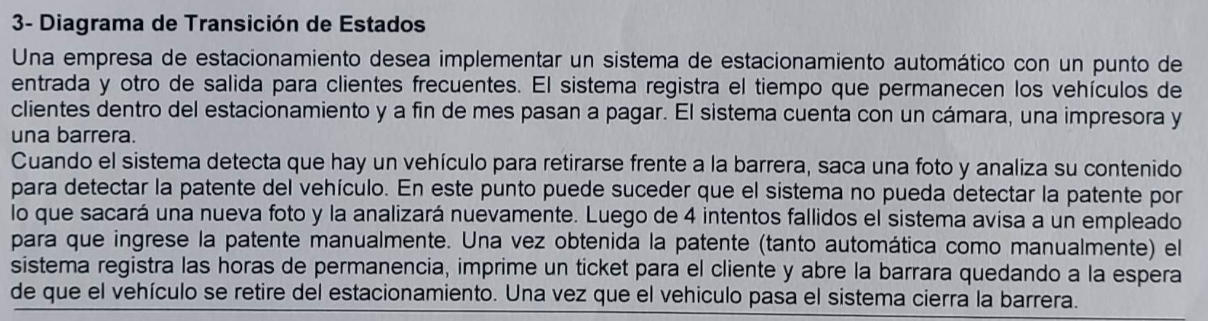 3- Diagrama de Transición de Estados
Una empresa de estacionamiento desea implementar un sistema de estacionamiento automático con un punto de
entrada y otro de salida para clientes frecuentes. El sistema registra el tiempo que permanecen los vehículos de
clientes dentro del estacionamiento y a fin de mes pasan a pagar. El sistema cuenta con un cámara, una impresora y
una barrera.
Cuando el sistema detecta que hay un vehículo para retirarse frente a la barrera, saca una foto y analiza su contenido
para detectar la patente del vehículo. En este punto puede suceder que el sistema no pueda detectar la patente por
lo que sacará una nueva foto y la analizará nuevamente. Luego de 4 intentos fallidos el sistema avisa a un empleado
para que ingrese la patente manualmente. Una vez obtenida la patente (tanto automática como manualmente) el
sistema registra las horas de permanencia, imprime un ticket para el cliente y abre la barrara quedando a la espera
de que el vehículo se retire del estacionamiento. Una vez que el vehiculo pasa el sistema cierra la barrera.